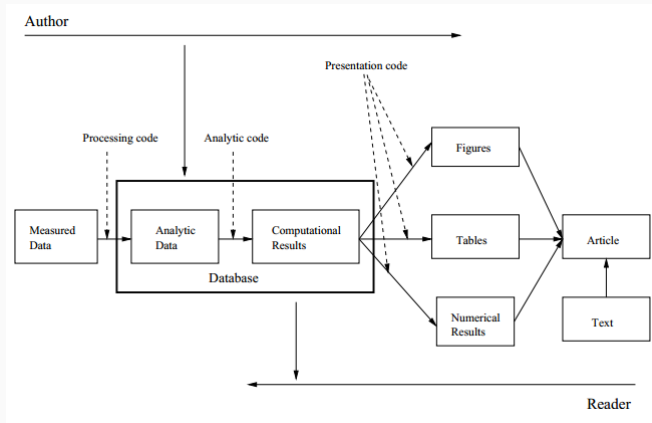 Author
Presentation code
Processing code
Analytic code
Figures
Measured
Data
Analytic
Data
Computational
Results
Tables
Article
Database
Numerical
Results
Text
Reader